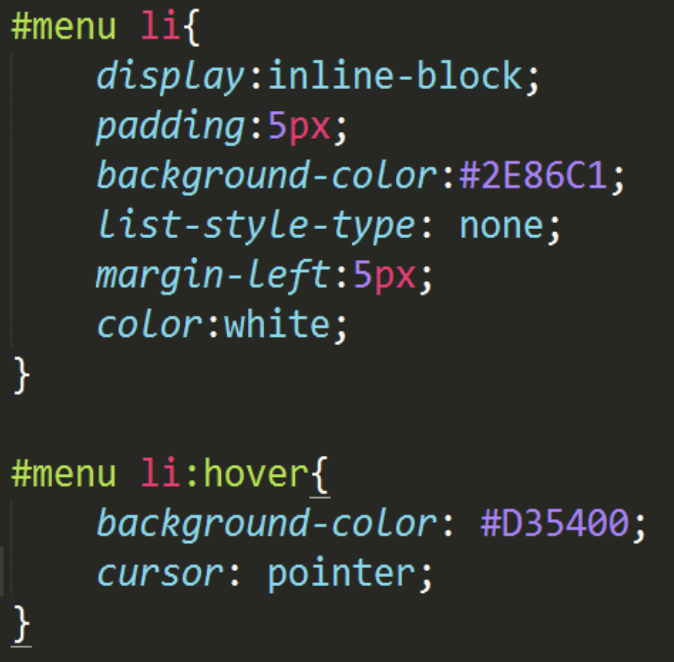 #menu li{
display:inline-block;
padding:5px;
background-color:#2E86C1;
list-style-type: none;
margin-left:5px;
color:white;
}
#menu li:hover{
background-color: #D35400;
cursor: pointer;
}